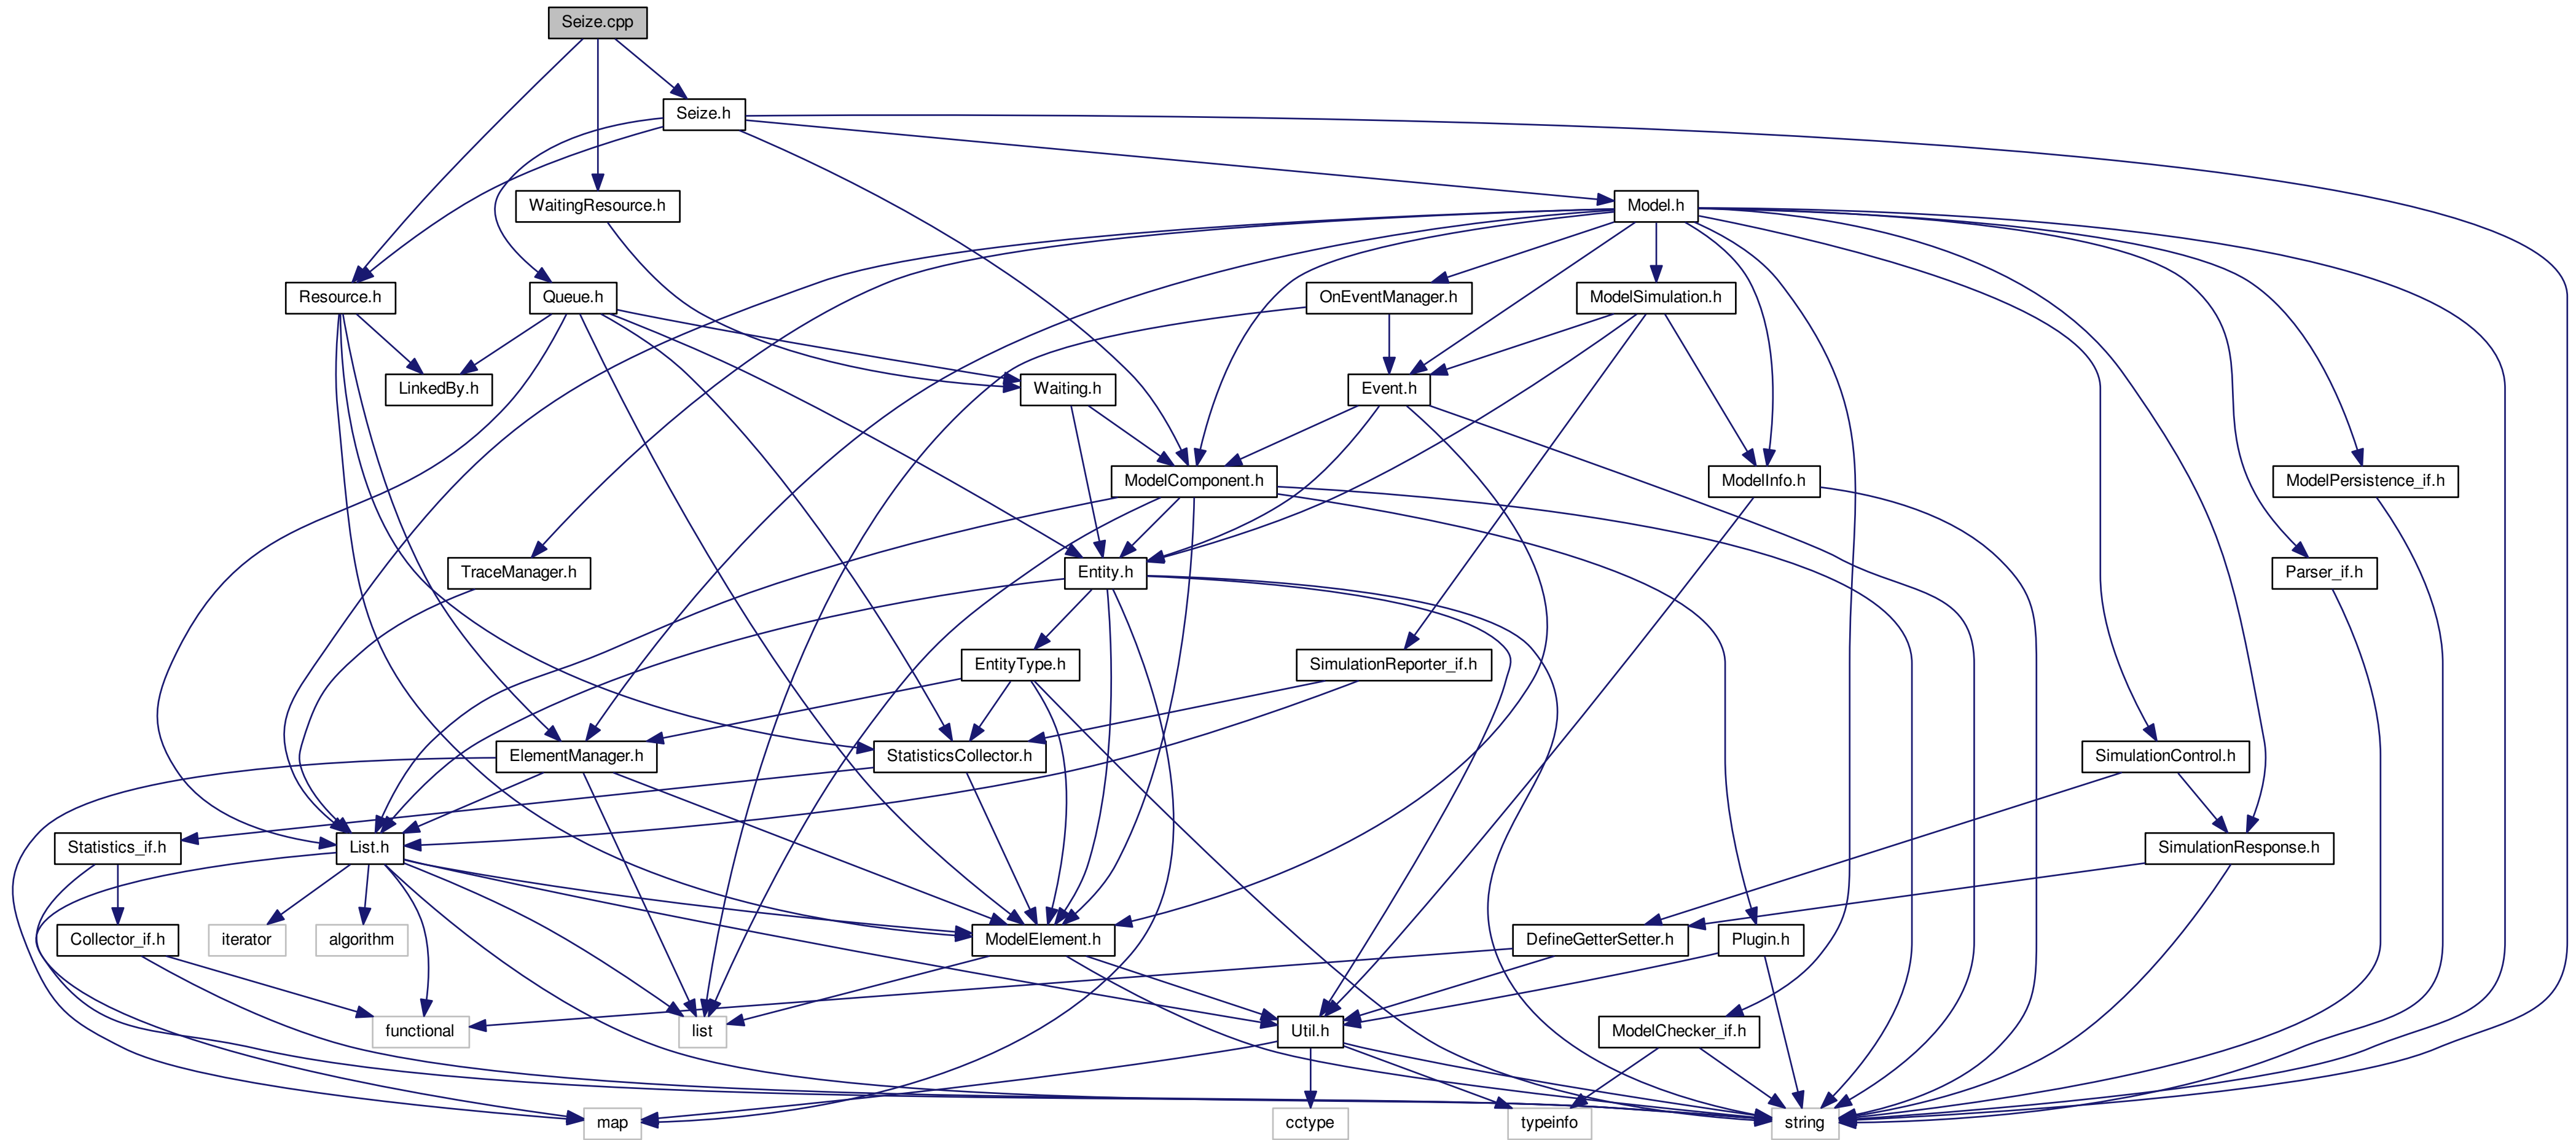 Seize.cpp
Seize.h
WaitingResource.h
Model.h
Resource.h
Queue.h
OnEventManager.h
ModelSimulation.h
LinkedBy.h
Waiting.h
Event.h
ModelComponent.h
ModelInfo.h
ModelPersistence_if.h
TraceManager.h
Entity.h
Parser_if.h
EntityType.h
SimulationReporter_if.h
ElementManager.h
StatisticsCollector.h
SimulationControl.h
Statistics_if.h
List.h
SimulationResponse.h
Collector_if.h
iterator
algorithm
ModelElement.h
DefineGetterSetter.h
Plugin.h
functional
list
Util.h
ModelChecker_if.h
map
cctype
typeinfo
string